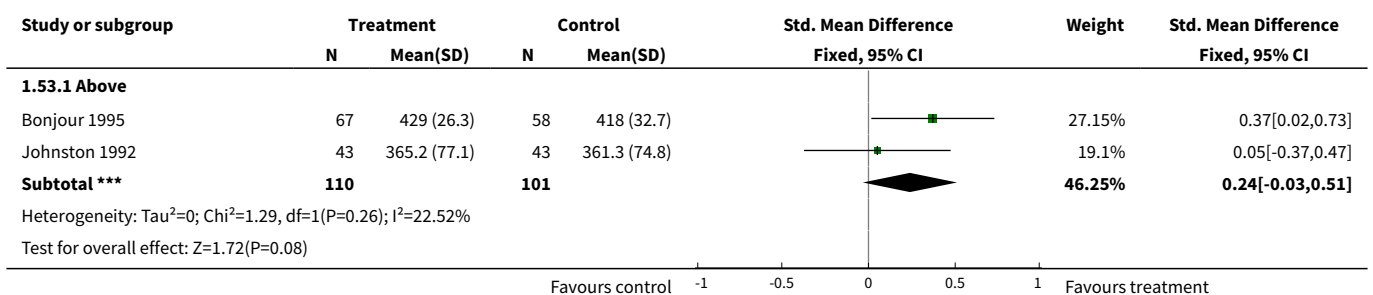 Study or subgroup Treatment Control Std. Mean Difference Weight Std. Mean Difference
N Mean(SD) N Mean(SD) Fixed, 95% CI Fixed, 95% CI
1.53.1 Above
Bonjour 1995 67 429 (26.3) 58 418 (32.7) 27.15% 0.37[0.02,0.73]
Johnston 1992 43 365.2 (77.1) 43 361.3 (74.8) 19.1% 0.05[-0.37,0.47]
Subtotal *** 110 101 46.25% 0.24[-0.03,0.51]
Heterogeneity: Tau²=0; Chi²=1.29, df=1(P=0.26); I²=22.52%
Test for overall effect: Z=1.72(P=0.08)
Favours control -1 -0.5 0 0.5 1 Favours treatment